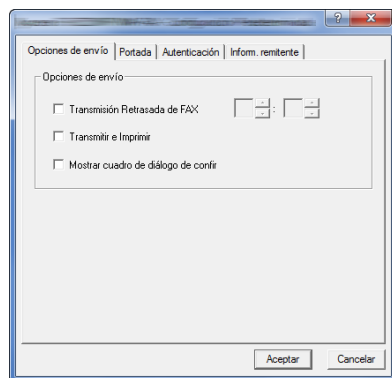 Opciones de envío Portada Autenticación Inform. remitente
Opciones de envío
Transmisión Retrasada de FAX :
Transmitir e Imprimir
Mostrar cuadro de diálogo de confir
Aceptar Cancelar